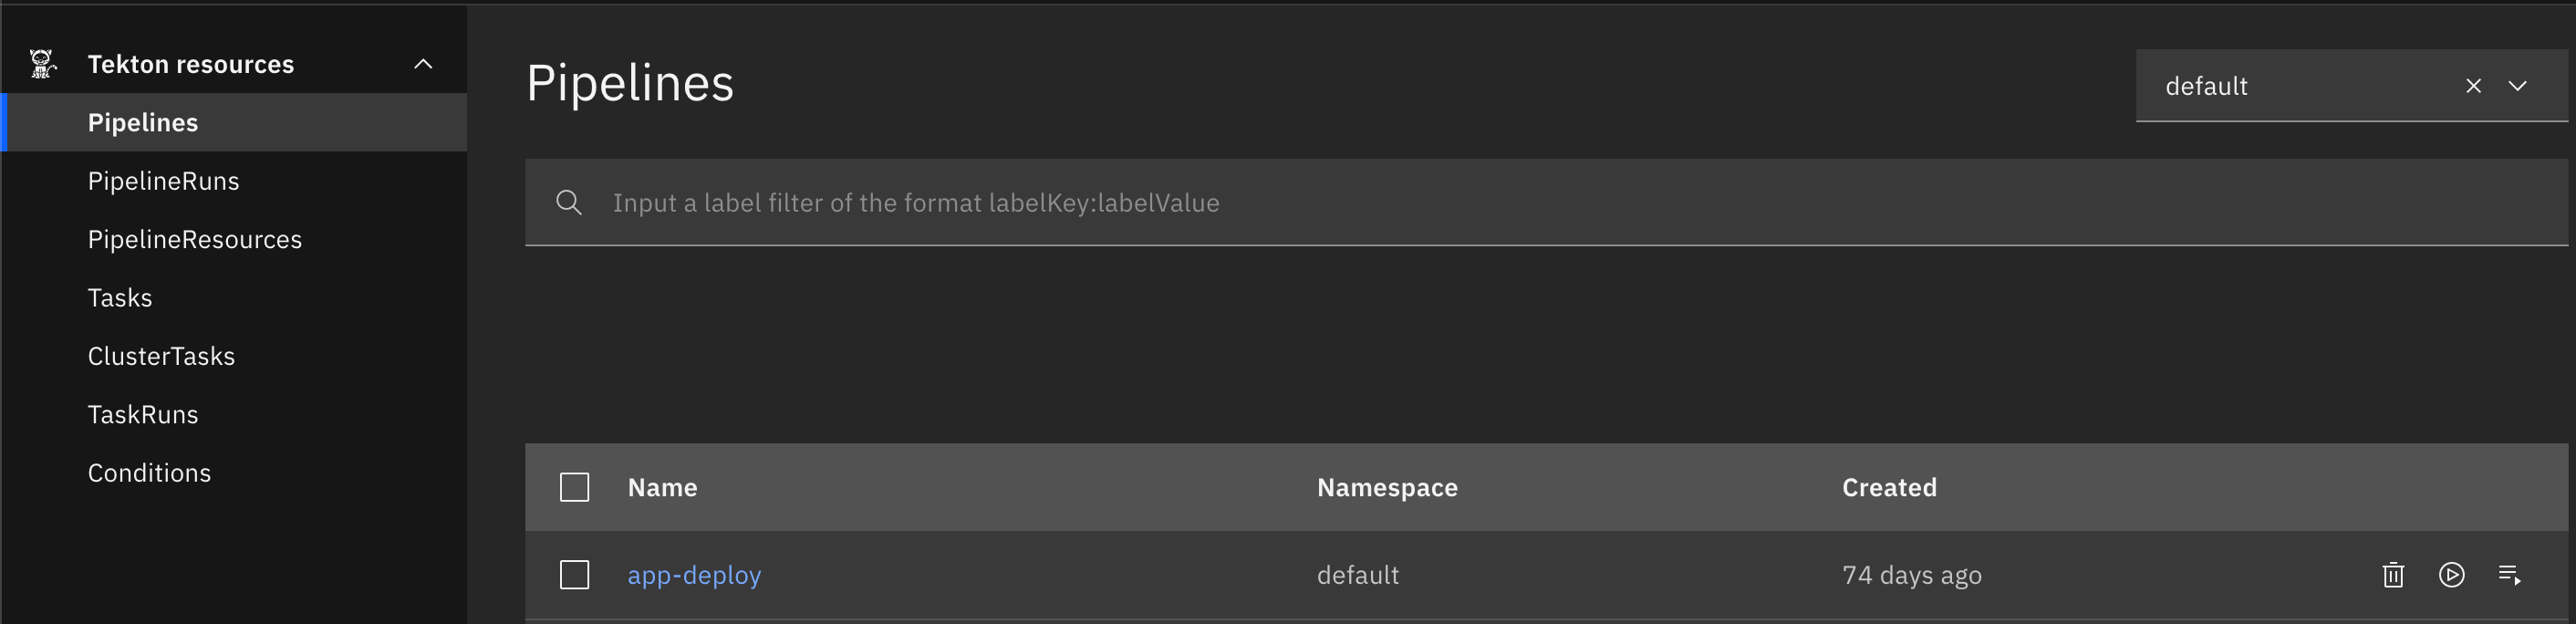 Tekton resources
Pipelines
PipelineRuns
PipelineResources
Tasks
ClusterTasks
TaskRuns
Conditions
Pipelines
default
Input a label filter of the format labelKey:labelValue
Name Namespace Created
app-deploy default 74 days ago